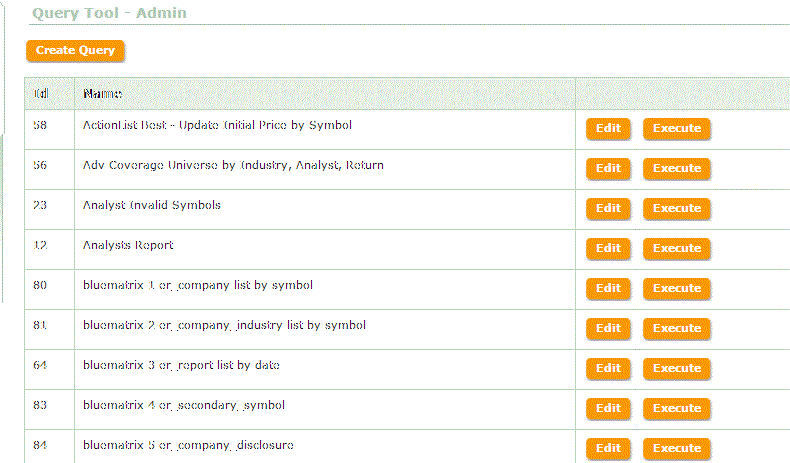 Query Tool - Admin
Create Query
Id Name
58 ActionList Best - Update Initial Price by Symbol Edit Execute
56 Adv Coverage Universe by Industry, Analyst, Return Edit Execute
23 Analyst Invalid Symbols Edit Execute
12 Analysts Report Edit Execute
80 bluematrix 1 er_company list by symbol Edit Execute
81 bluematrix 2 er_company_industry list by symbol Edit Execute
64 bluematrix 3 er_report list by date Edit Execute
83 bluematrix 4 er_secondary_symbol Edit Execute
84 bluematrix 5 er_company_disclosure Edit Execute